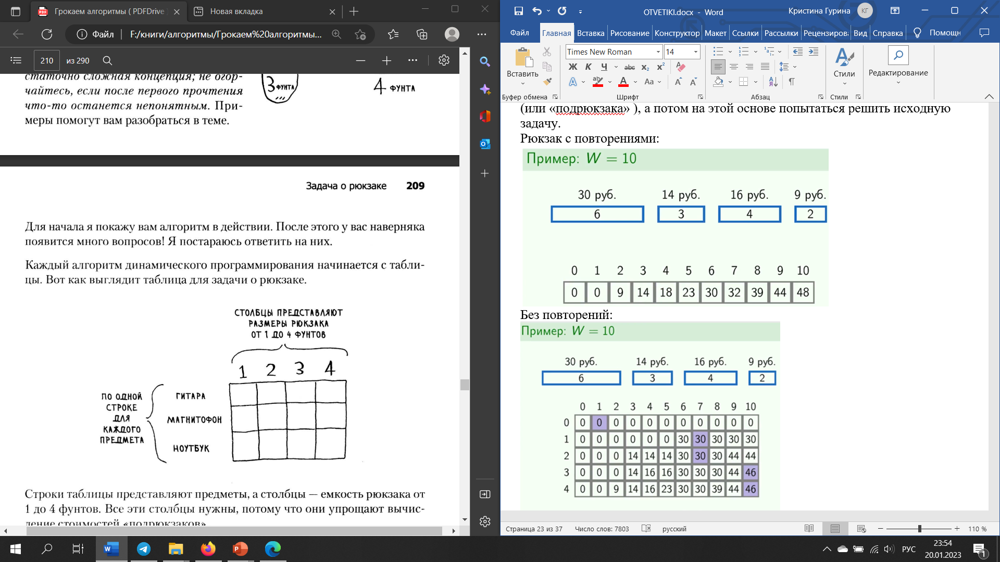 Грокаем алгоритмы ( PDFDrive )
Новая вкладка
Файл
F:/книги/алгоритмы/Грокаем%20алгоритмы...
210
из 290
статочно сложная концепция; не огор-
чайтесь, если после первого прочтения
что-то останется непонятным. При-
меры помогут вам разобраться в теме.
3 ФУНТА
4 ФУНТА
Задача о рюкзаке 209
Для начала я покажу вам алгоритм в действии. После этого у вас наверняка
появится много вопросов! Я постараюсь ответить на них.
Каждый алгоритм динамического программирования начинается с табли-
цы. Вот как выглядит таблица для задачи о рюкзаке.
СТОЛБЦЫ ПРЕДСТАВЛЯЮТ
РАЗМЕРЫ РЮКЗАКА
ОТ 1 ДО 4 ФУНТОВ
1 2 3 4
ПО ОДНОЙ
СТРОКЕ
ДЛЯ
КАЖДОГО
ПРЕДМЕТА
ГИТАРА
МАГНИТОФОН
НОУТБУК
Строки таблицы представляют предметы, а столбцы — емкость рюкзака от
1 до 4 фунтов. Все эти столбцы нужны, потому что они упрощают вычис-
ление стоимостей «подрюкзаков».
OTVETIKI.docx - Word
Кристина Гурина
КГ
Файл
Главная
Вставка
Рисование
Конструктор
Макет
Ссылки
Рассылки
Рецензиров
Вид
Справка
Помощн
Вставить
Times New Roman
14
Ж К Ч abc x₂ x²
A ab A Aa A A
Стили
Редактирование
Буфер обмена
Шрифт
Абзац
Стили
(или «подрюкзака» ), а потом на этой основе попытаться решить исходную
задачу.
Рюкзак с повторениями:
Пример: W = 10
30 руб. 14 руб. 16 руб. 9 руб.
6 3 4 2
0 1 2 3 4 5 6 7 8 9 10
0 0 9 14 18 23 30 32 39 44 48
Без повторений:
Пример: W = 10
30 руб. 14 руб. 16 руб. 9 руб.
6 3 4 2
0 1 2 3 4 5 6 7 8 9 10
0 0 0 0 0 0 0 0 0 0 0 0
1 0 0 0 0 0 0 30 30 30 30 30
2 0 0 0 14 14 14 30 30 30 44 44
3 0 0 0 14 16 16 30 30 30 44 46
4 0 0 9 14 16 23 30 30 39 44 46
Страница 23 из 37
Число слов: 7803
русский
110 %
РУС
23:54
20.01.2023
1